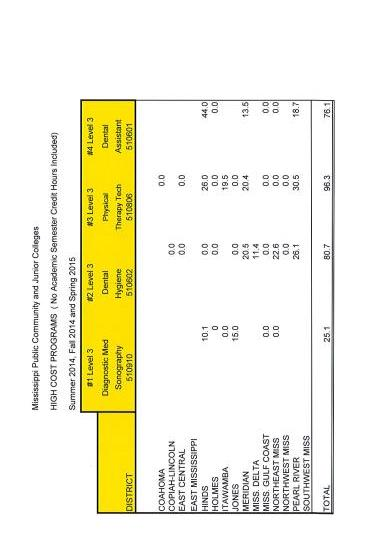 Mississippi Public Community and Junior Colleges
HIGH COST PROGRAMS ( No Academic Semester Credit Hours Included)
Summer 2014, Fall 2014 and Spring 2015
#1 Level 3 #2 Level 3 #3 Level 3 #4 Level 3
Diagnostic Med Dental Physical Dental
Sonography Hygiene Therapy Tech Assistant
DISTRICT 510910 510602 510806 510601
COAHOMA 0.0
COPIAH-LINCOLN 0.0
EAST CENTRAL 0.0 0.0
EAST MISSISSIPPI
HINDS 10.1 26.0 44.0
HOLMES 0 0.0 0.0
ITAWAMBA 0.0 19.5
JONES 15.0 0.0 0.0
MERIDIAN 20.5 20.4 13.5
MISS. DELTA 11.4
MISS. GULF COAST 0.0 0.0 0.0 0.0
NORTHEAST MISS 0.0 22.6 0.0 0.0
NORTHWEST MISS 0.0 0.0
PEARL RIVER 26.1 30.5 18.7
SOUTHWEST MISS
TOTAL 25.1 80.7 96.3 76.1